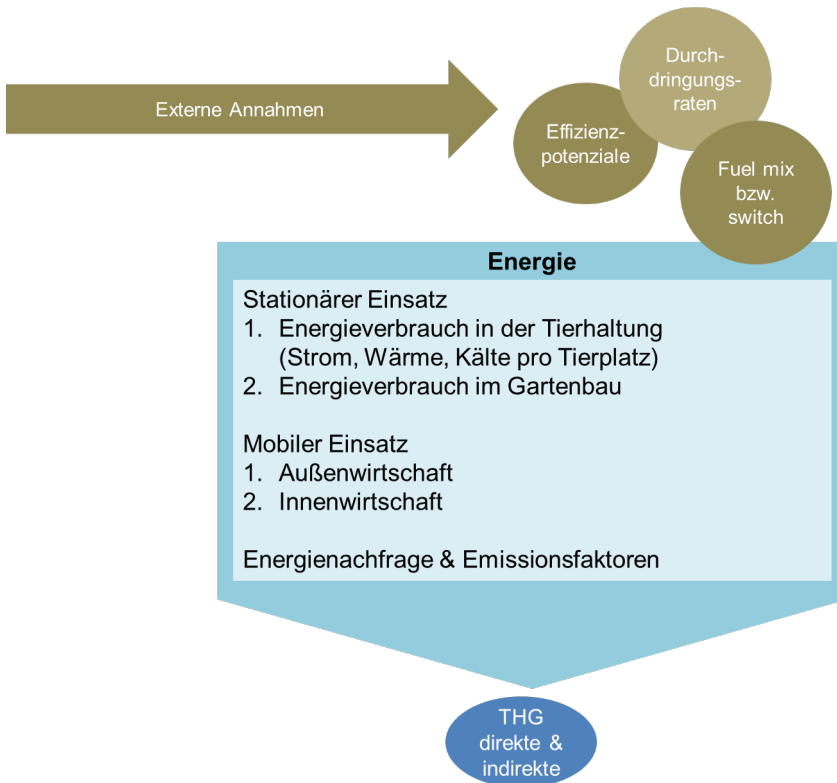 Externe Annahmen
Durch-
dringungs-
raten
Effizienz-
potenziale
Fuel mix
bzw.
switch
Energie
Stationärer Einsatz
1. Energieverbrauch in der Tierhaltung
(Strom, Wärme, Kälte pro Tierplatz)
2. Energieverbrauch im Gartenbau
Mobiler Einsatz
1. Außenwirtschaft
2. Innenwirtschaft
Energienachfrage & Emissionsfaktoren
THG
direkte &
indirekte